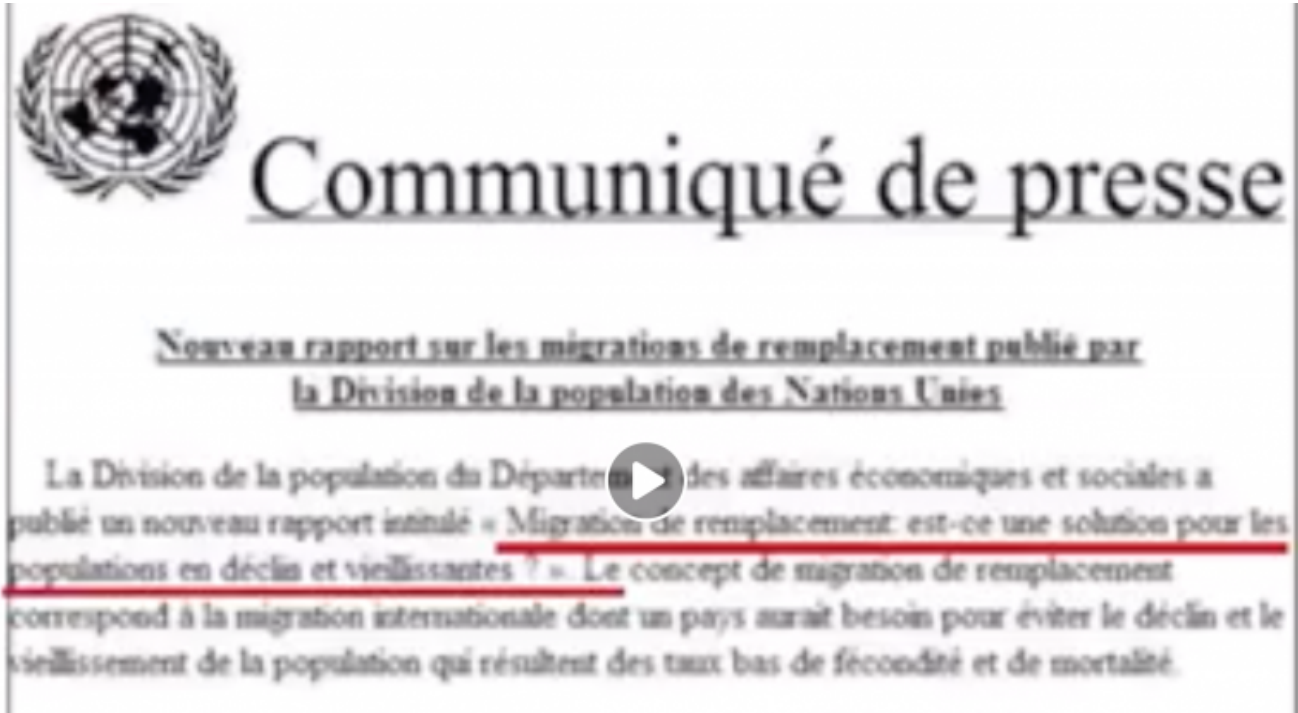 Communiqué de presse
Nouveau rapport sur les migrations de remplacement publié par
la Division de la population des Nations Unies
La Division de la population du Département des affaires économiques et sociales a
publié un nouveau rapport intitulé « Migration de remplacement: est-ce une solution pour les
populations en déclin et vieillissantes ? ». Le concept de migration de remplacement
correspond à la migration internationale dont un pays aurait besoin pour éviter le déclin et le
vieillissement de la population qui résultent des taux bas de fécondité et de mortalité.